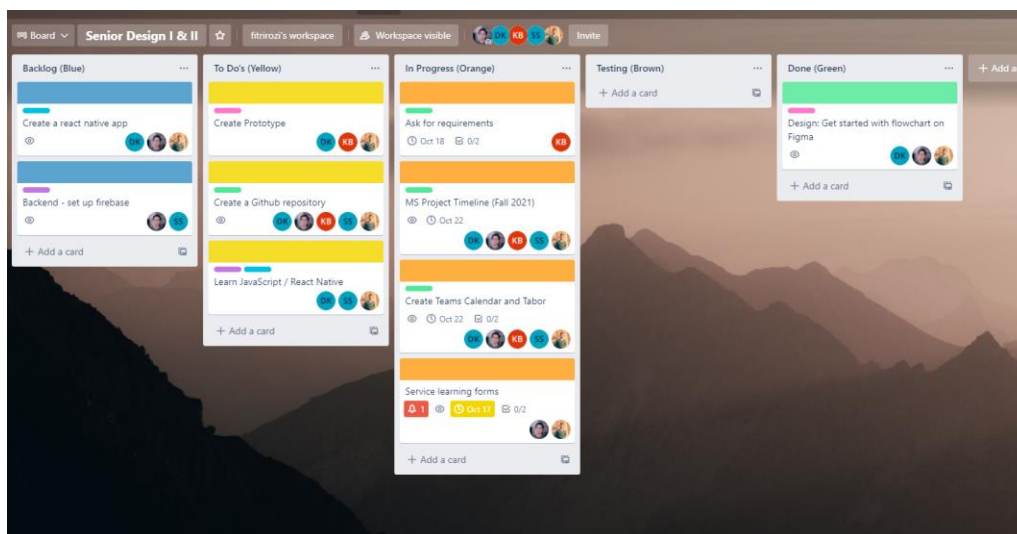 Board
Senior Design I & II
fitrirozi's workspace
Workspace visible
DK
KB
SS
Invite
Backlog (Blue)
Create a react native app
DK
Backend - set up firebase
SS
+ Add a card
To Do's (Yellow)
Create Prototype
DK KB
Create a Github repository
DK KB SS
Learn JavaScript / React Native
DK SS
+ Add a card
In Progress (Orange)
Ask for requirements
Oct 18 0/2
KB
MS Project Timeline (Fall 2021)
Oct 22
DK KB SS
Create Teams Calendar and Tabor
Oct 22 0/2
DK KB SS
Service learning forms
1 Oct 17 0/2
+ Add a card
Testing (Brown)
+ Add a card
Done (Green)
Design: Get started with flowchart on
Figma
DK
+ Add a card
+ Add a